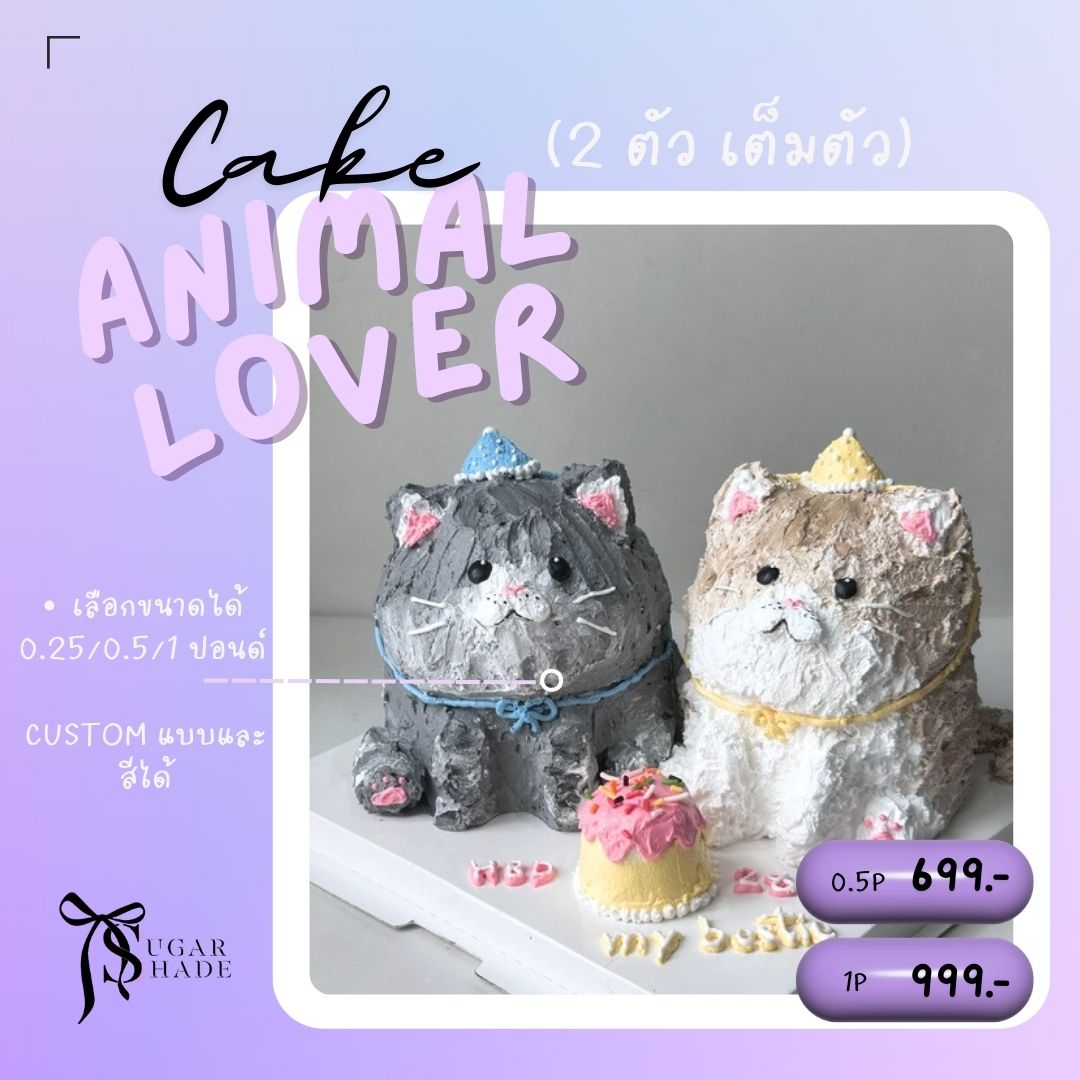 Cake
(2 ตัว เต็มตัว)
ANIMAL
LOVER
• เลือกขนาดได้
0.25/0.5/1 ปอนด์
CUSTOM แบบและ
สีได้
HBD
my bestie
0.5P 699.-
1P 999.-
SUGAR
SHADE